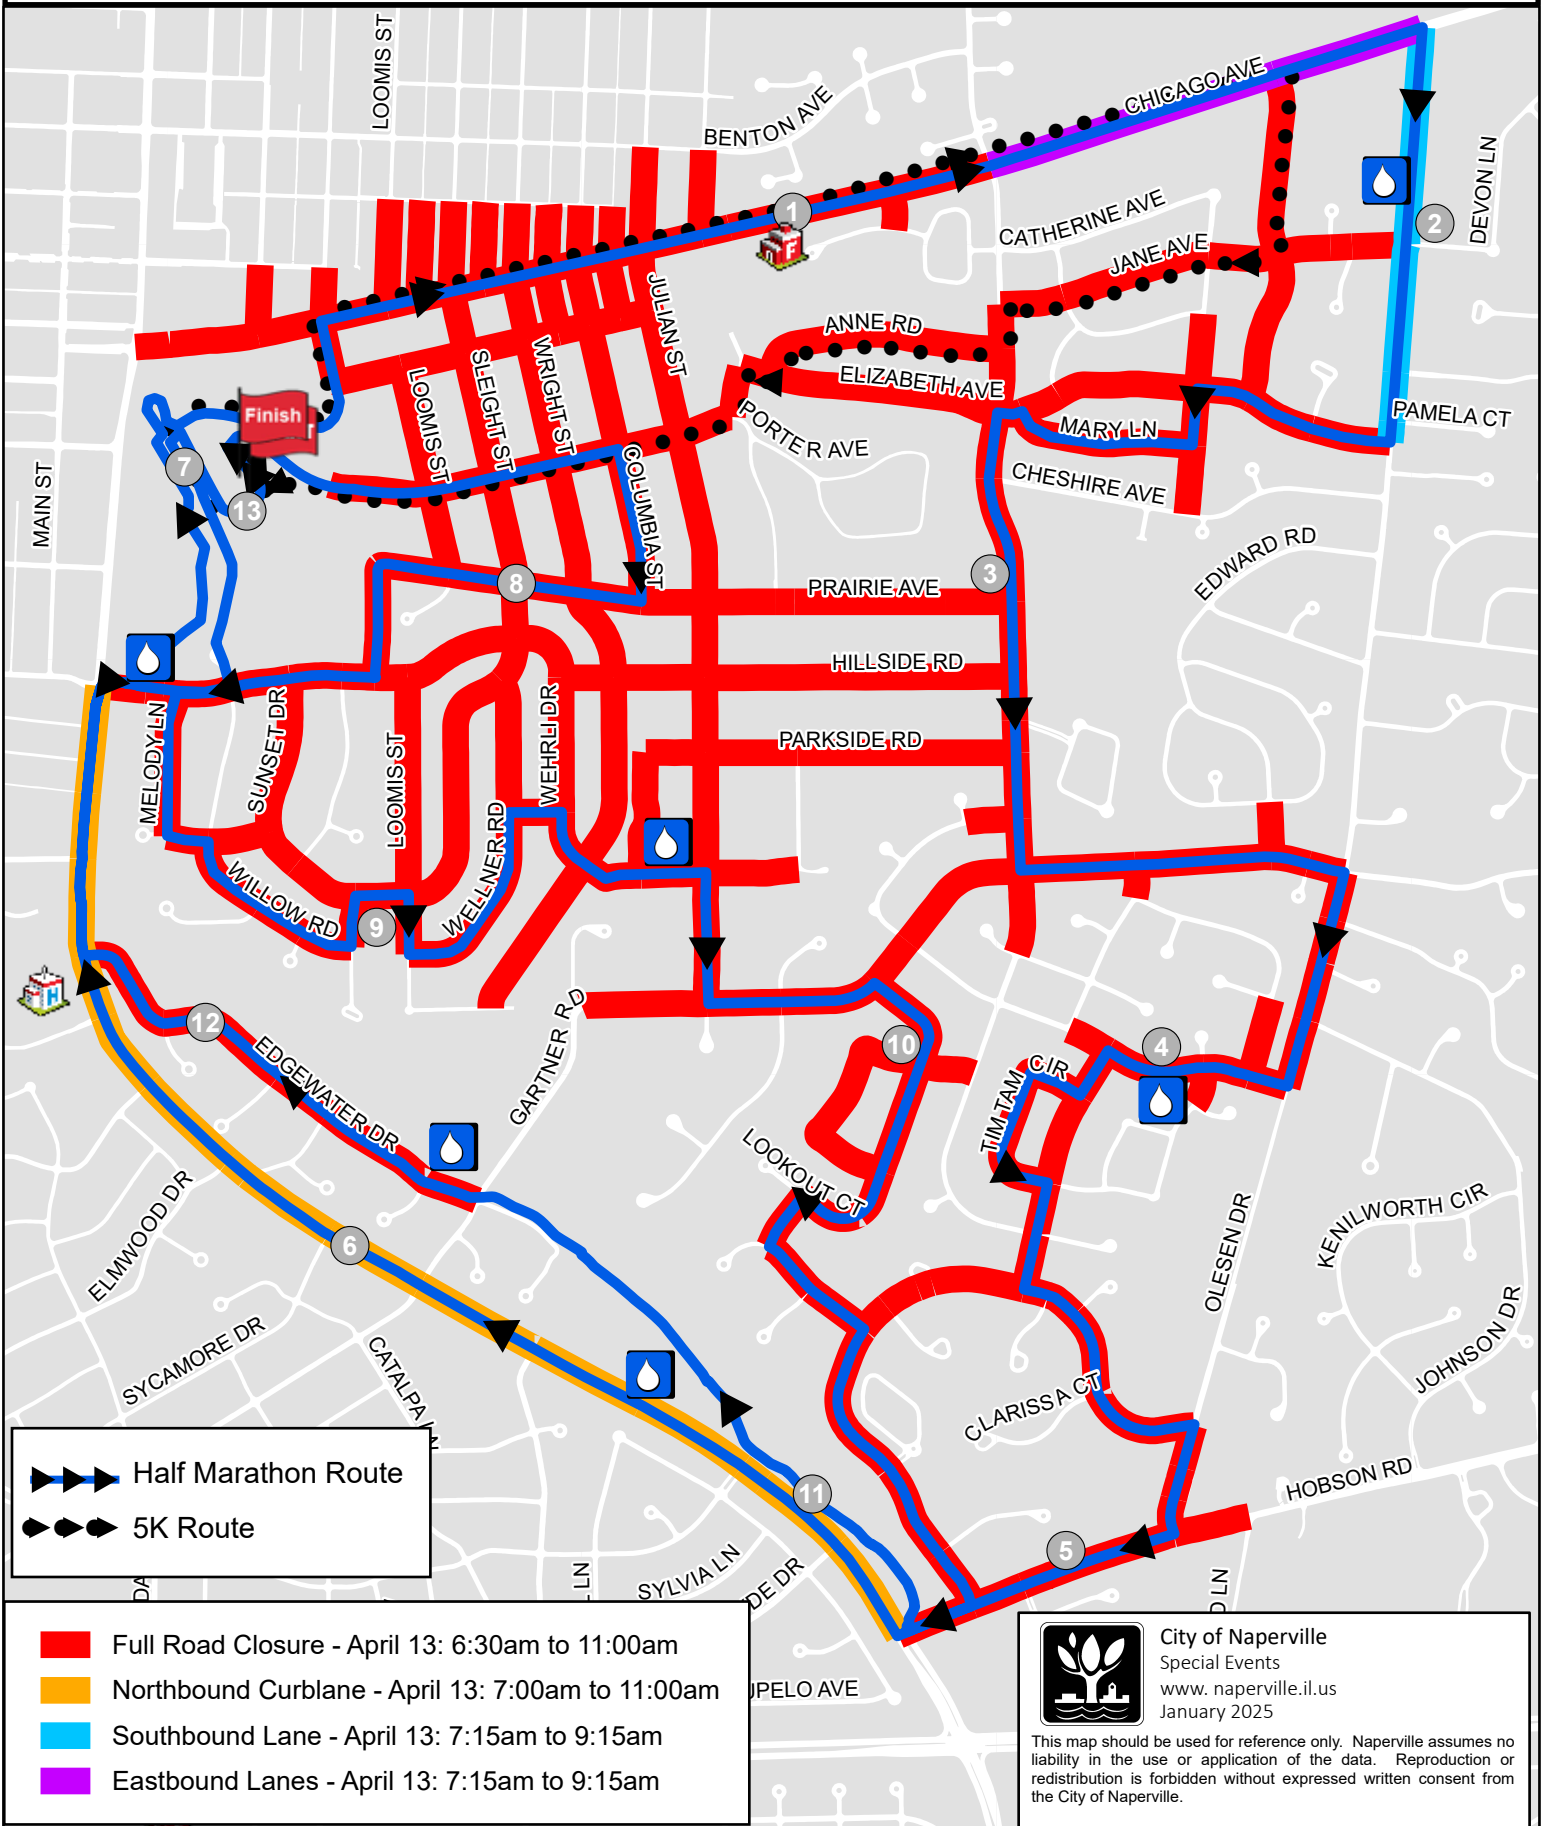 LOOMIS ST
BENTON AVE
CHICAGO AVE
DEVON LN
1
F
2
CATHERINE AVE
JANE AVE
JULIAN ST
ANNE RD
ELIZABETH AVE
SLEIGHT ST
WRIGHT ST
LOOMIS ST
Finish
PORTER AVE
MARY LN
PAMELA CT
CHESHIRE AVE
7
13
MAIN ST
COLUMBIA ST
EDWARD RD
3
8
PRAIRIE AVE
HILLSIDE RD
MELODY LN
SUNSET DR
LOOMIS ST
WEHRLI DR
PARKSIDE RD
WELLNER RD
WILLOW RD
9
H
12
GARTNER RD
10
4
EDGEWATER DR
TIM TAM CIR
LOOKOUT CT
ELMWOOD DR
6
OLESEN DR
KENILWORTH CIR
JOHNSON DR
SYCAMORE DR
CATALPA LN
CLARISSA CT
HOBSON RD
11
5
Half Marathon Route
5K Route
DA
LN
SYLVIA LN
DE DR
D LN
UPELO AVE
Full Road Closure - April 13: 6:30am to 11:00am
Northbound Curblane - April 13: 7:00am to 11:00am
Southbound Lane - April 13: 7:15am to 9:15am
Eastbound Lanes - April 13: 7:15am to 9:15am
City of Naperville
Special Events
www. naperville.il.us
January 2025
This map should be used for reference only. Naperville assumes no
liability in the use or application of the data. Reproduction or
redistribution is forbidden without expressed written consent from
the City of Naperville.